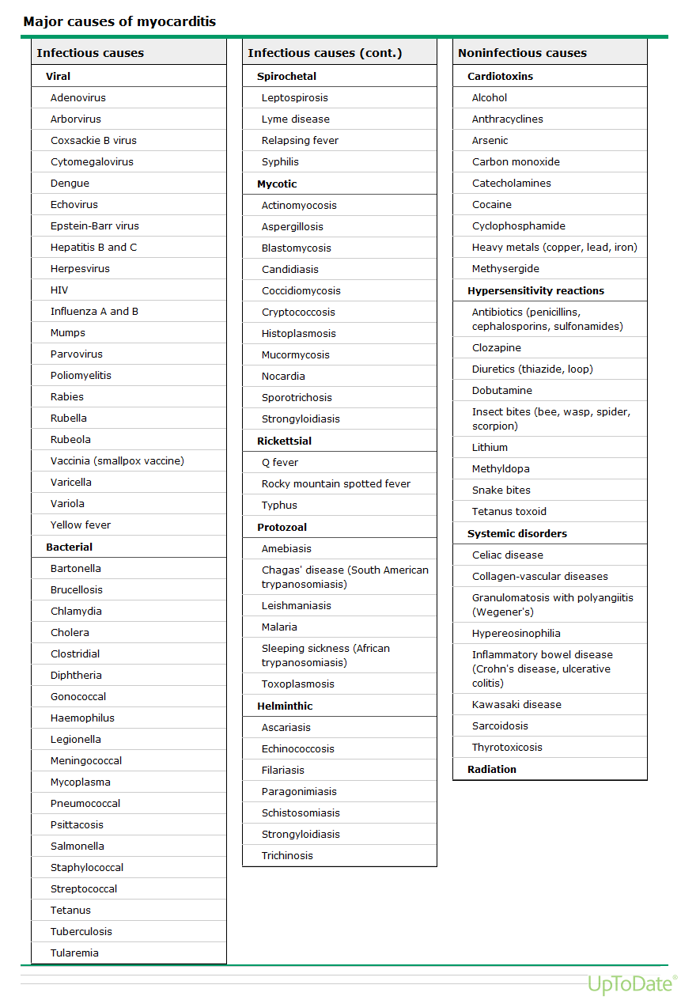 Major causes of myocarditis
Infectious causes
Viral
Adenovirus
Arborvirus
Coxsackie B virus
Cytomegalovirus
Dengue
Echovirus
Epstein-Barr virus
Hepatitis B and C
Herpesvirus
HIV
Influenza A and B
Mumps
Parvovirus
Poliomyelitis
Rabies
Rubella
Rubeola
Vaccinia (smallpox vaccine)
Varicella
Variola
Yellow fever
Bacterial
Bartonella
Brucellosis
Chlamydia
Cholera
Clostridial
Diphtheria
Gonococcal
Haemophilus
Legionella
Meningococcal
Mycoplasma
Pneumococcal
Psittacosis
Salmonella
Staphylococcal
Streptococcal
Tetanus
Tuberculosis
Tularemia
Infectious causes (cont.)
Spirochetal
Leptospirosis
Lyme disease
Relapsing fever
Syphilis
Mycotic
Actinomyocosis
Aspergillosis
Blastomycosis
Candidiasis
Coccidiomycosis
Cryptococcosis
Histoplasmosis
Mucormycosis
Nocardia
Sporotrichosis
Strongyloidiasis
Rickettsial
Q fever
Rocky mountain spotted fever
Typhus
Protozoal
Amebiasis
Chagas' disease (South American
trypanosomiasis)
Leishmaniasis
Malaria
Sleeping sickness (African
trypanosomiasis)
Toxoplasmosis
Helminthic
Ascariasis
Echinococcosis
Filariasis
Paragonimiasis
Schistosomiasis
Strongyloidiasis
Trichinosis
Noninfectious causes
Cardiotoxins
Alcohol
Anthracyclines
Arsenic
Carbon monoxide
Catecholamines
Cocaine
Cyclophosphamide
Heavy metals (copper, lead, iron)
Methysergide
Hypersensitivity reactions
Antibiotics (penicillins,
cephalosporins, sulfonamides)
Clozapine
Diuretics (thiazide, loop)
Dobutamine
Insect bites (bee, wasp, spider,
scorpion)
Lithium
Methyldopa
Snake bites
Tetanus toxoid
Systemic disorders
Celiac disease
Collagen-vascular diseases
Granulomatosis with polyangiitis
(Wegener's)
Hypereosinophilia
Inflammatory bowel disease
(Crohn's disease, ulcerative
colitis)
Kawasaki disease
Sarcoidosis
Thyrotoxicosis
Radiation
UpToDate®